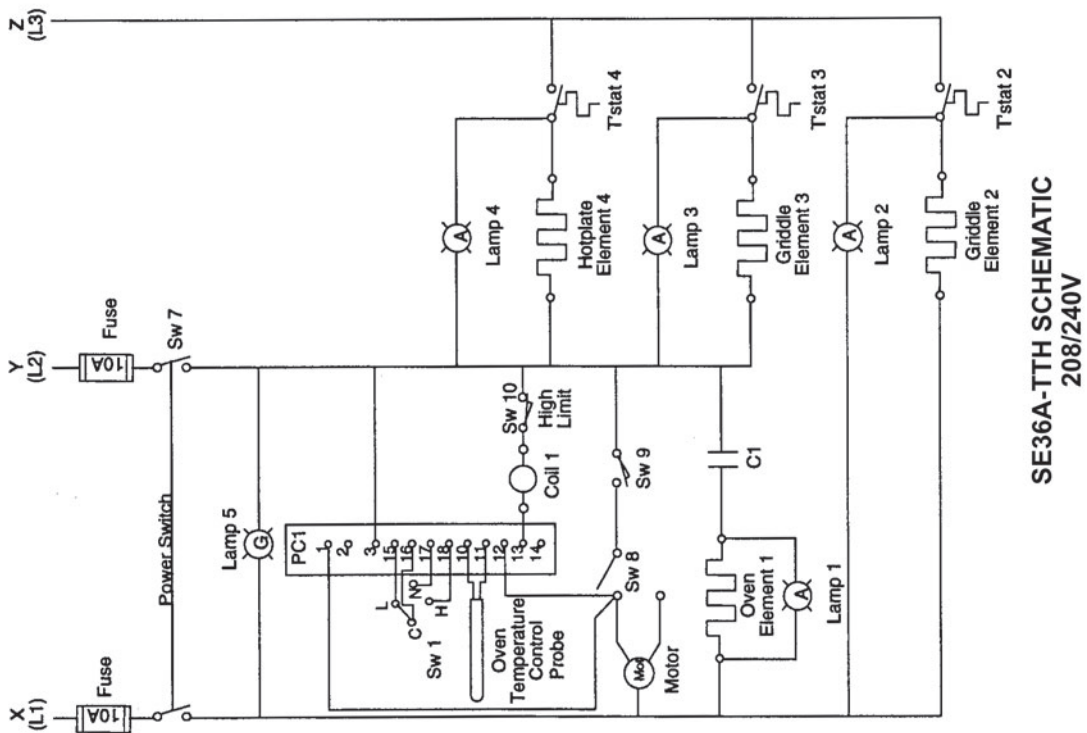 X
(L1)
Y
(L2)
Z
(L3)
Fuse
10A
Fuse
10A
Power Switch
Sw 7
Lamp 5
G
PC1
1
2
3
15
16
17
18
10
11
12
13
14
L
C
N
H
Sw 1
Oven
Temperature
Control
Probe
Coil 1
Sw 10
High
Limit
Sw 8
Sw 9
Mot
Motor
Oven
Element 1
A
Lamp 1
C1
A
Lamp 4
Hotplate
Element 4
T'stat 4
A
Lamp 3
Griddle
Element 3
T'stat 3
A
Lamp 2
Griddle
Element 2
T'stat 2
SE36A-TTH SCHEMATIC
208/240V